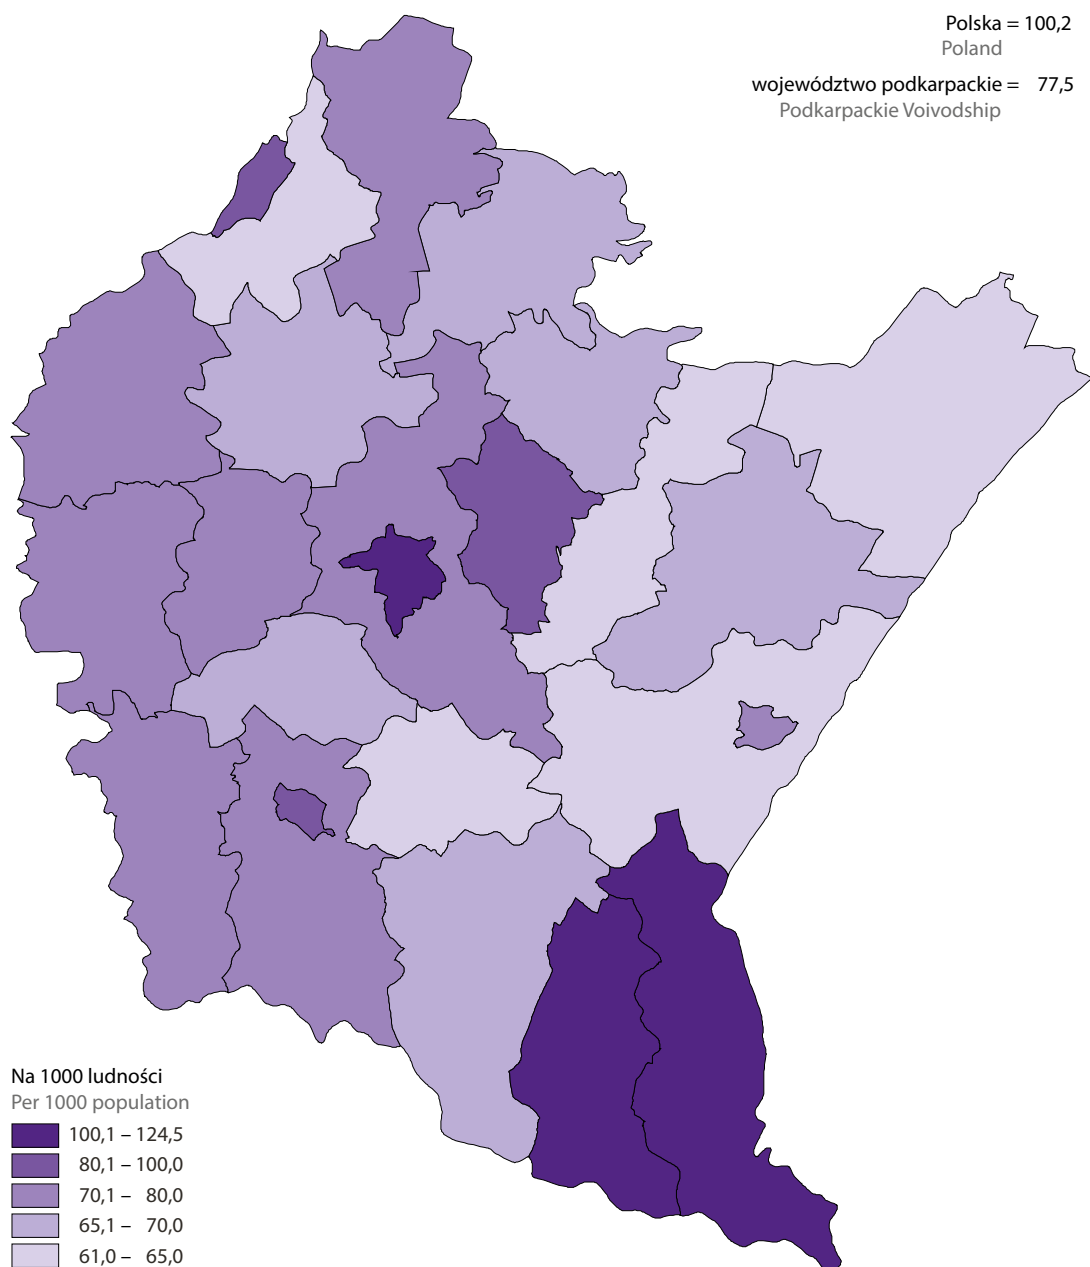 Polska = 100,2
Poland
województwo podkarpackie = 77,5
Podkarpackie Voivodship
Na 1000 ludności
Per 1000 population
100,1 – 124,5
80,1 – 100,0
70,1 – 80,0
65,1 – 70,0
61,0 – 65,0